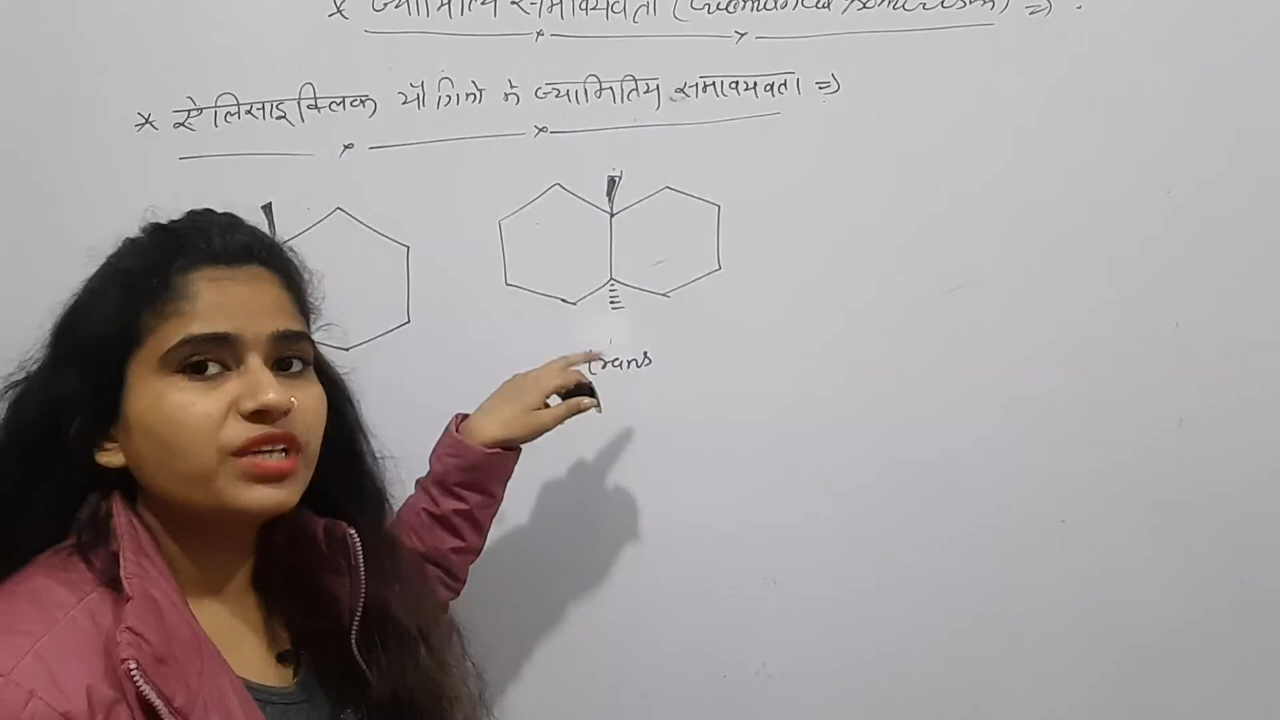 * ज्यामितिय समावयवता (Geometrical isomerism) ⇒
* ऐलिसाइक्लिक यौगिको मे ज्यामितिय समावयवता ⇒
trans